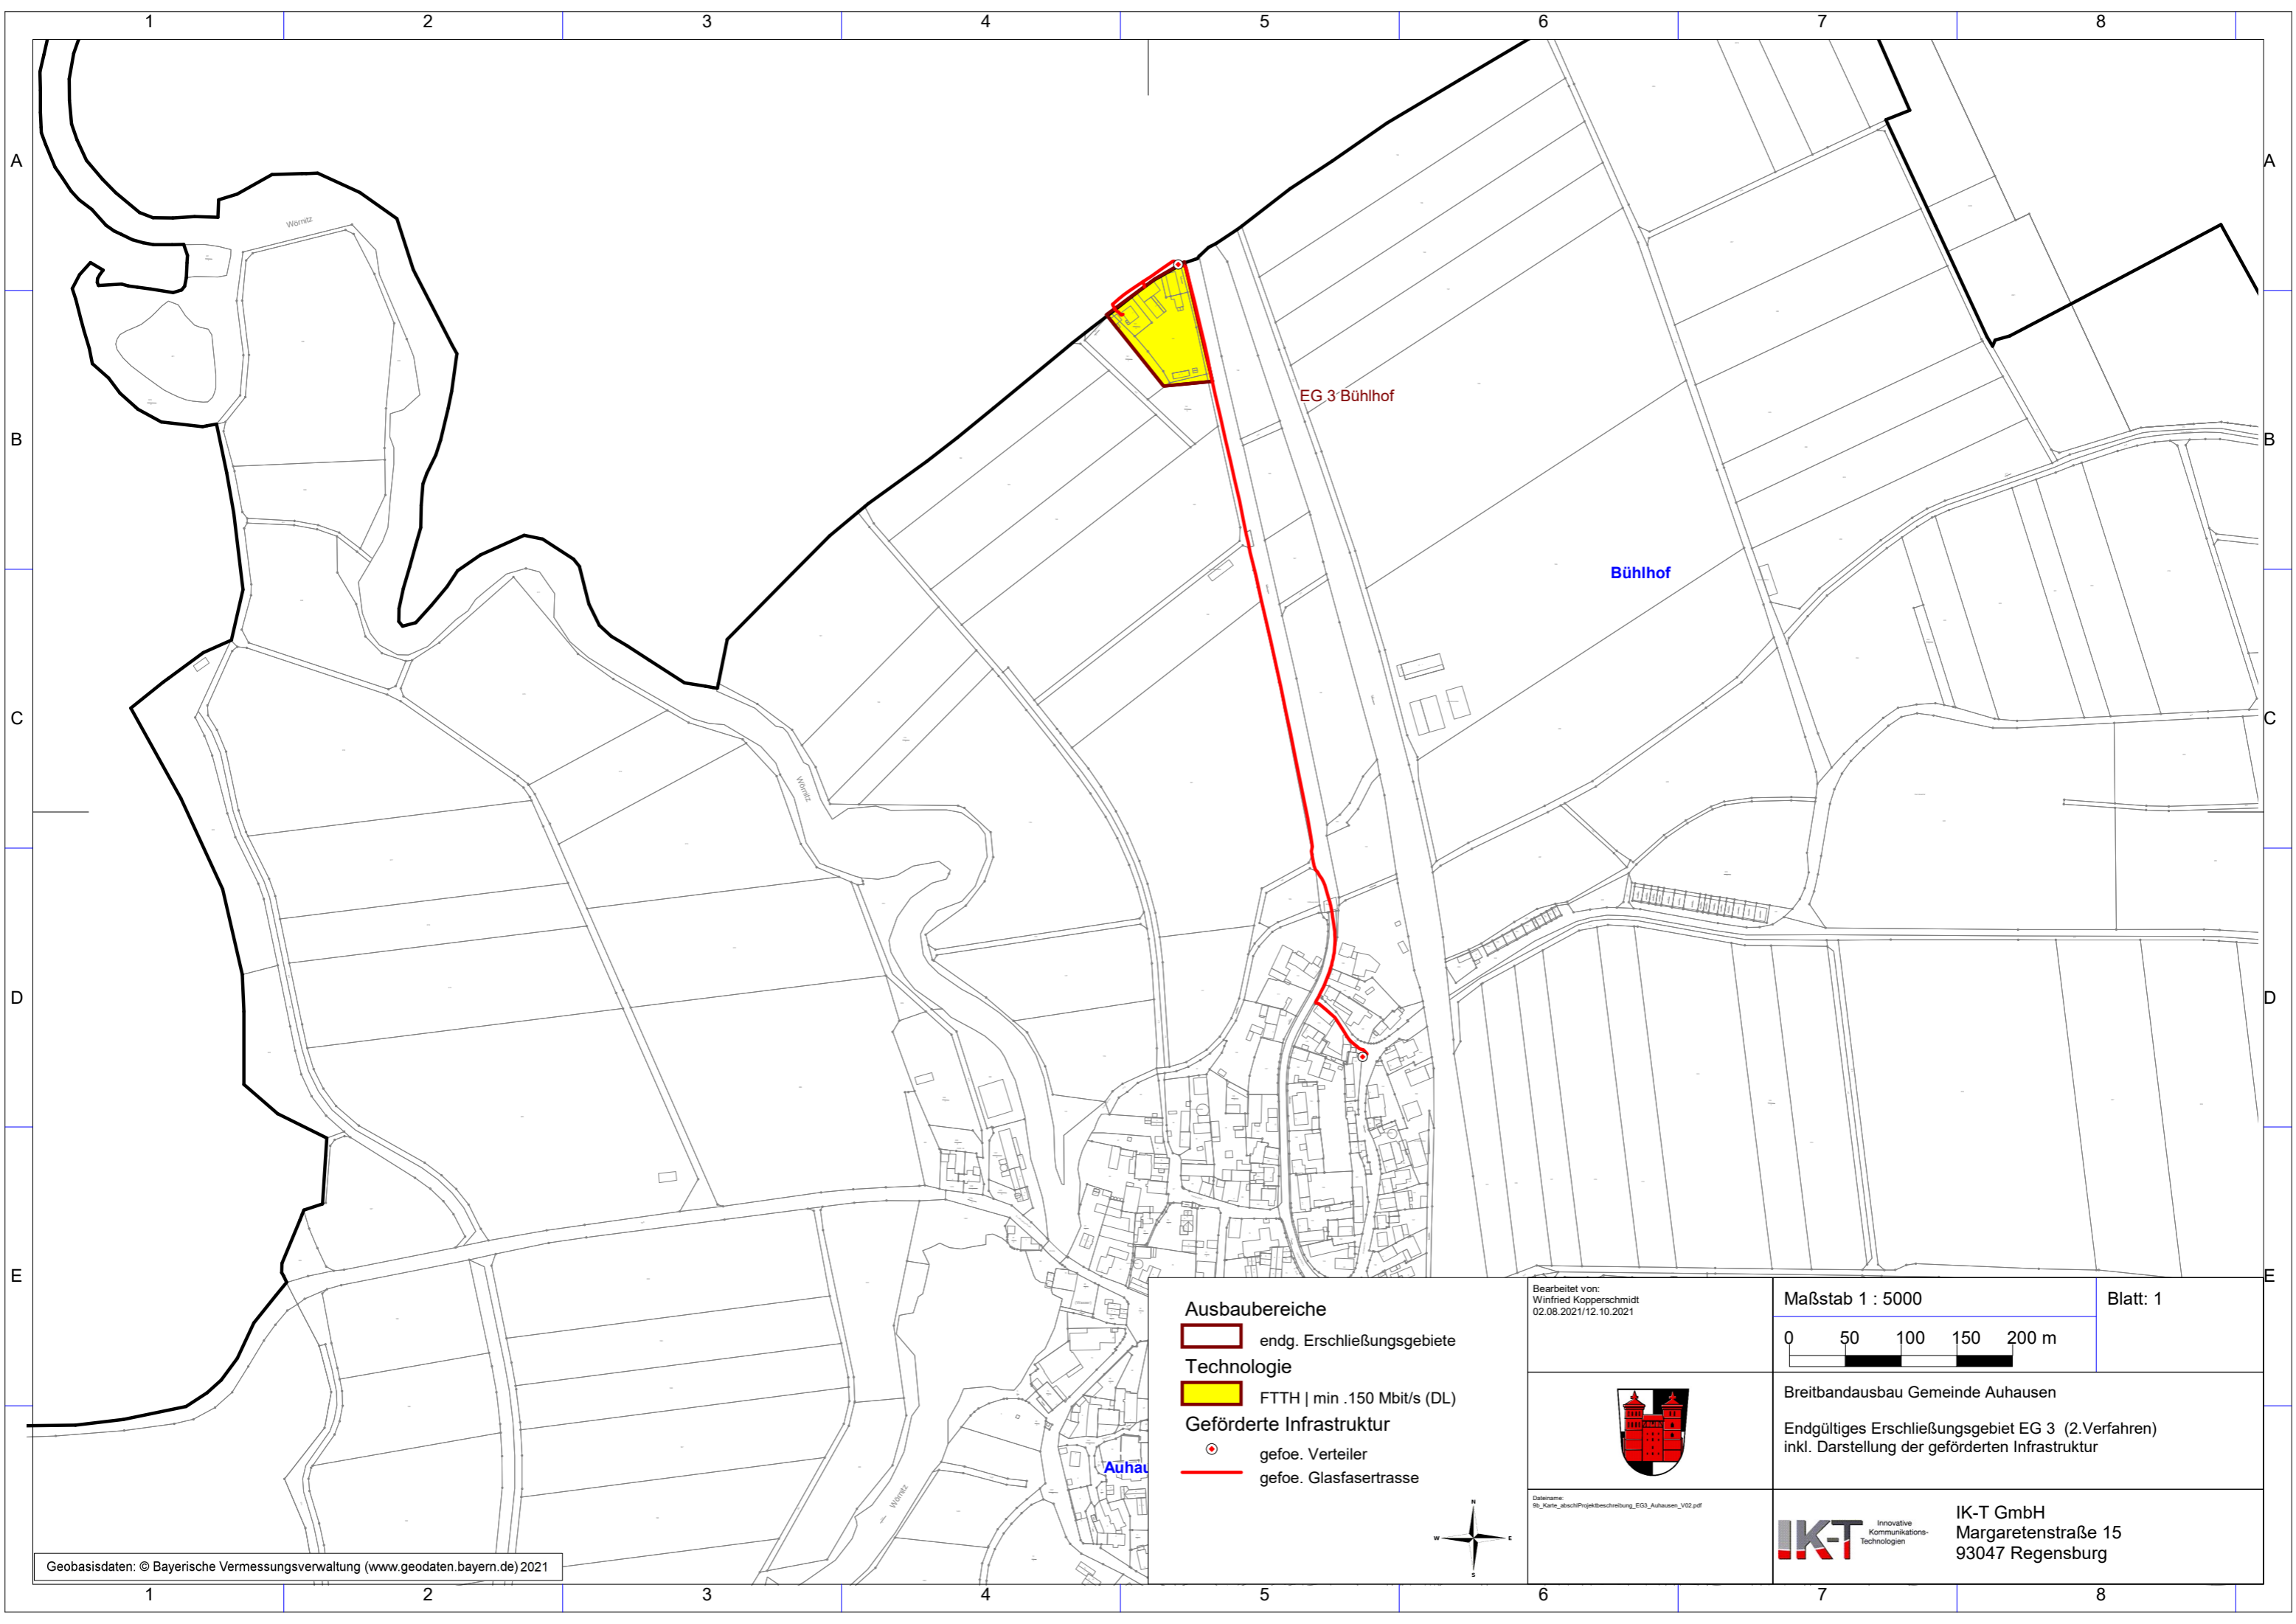 1 2 3 4 5 6 7 8
A A
Wörnitz
EG 3 Bühlhof
B B
Bühlhof
C C
Wörnitz
D D
E E
Auhau
Wörnitz
Ausbaubereiche
endg. Erschließungsgebiete
Technologie
FTTH | min .150 Mbit/s (DL)
Geförderte Infrastruktur
gefoe. Verteiler
gefoe. Glasfasertrasse
N
W E
S
Bearbeitet von:
Winfried Kopperschmidt
02.08.2021/12.10.2021
Maßstab 1 : 5000
Blatt: 1
0 50 100 150 200 m
Breitbandausbau Gemeinde Auhausen
Endgültiges Erschließungsgebiet EG 3 (2.Verfahren)
inkl. Darstellung der geförderten Infrastruktur
Dateiname:
9b_Karte_abschlProjektbeschreibung_EG3_Auhausen_V02.pdf
IK-T
Innovative
Kommunikations-
Technologien
IK-T GmbH
Margaretenstraße 15
93047 Regensburg
Geobasisdaten: © Bayerische Vermessungsverwaltung (www.geodaten.bayern.de) 2021
1 2 3 4 5 6 7 8